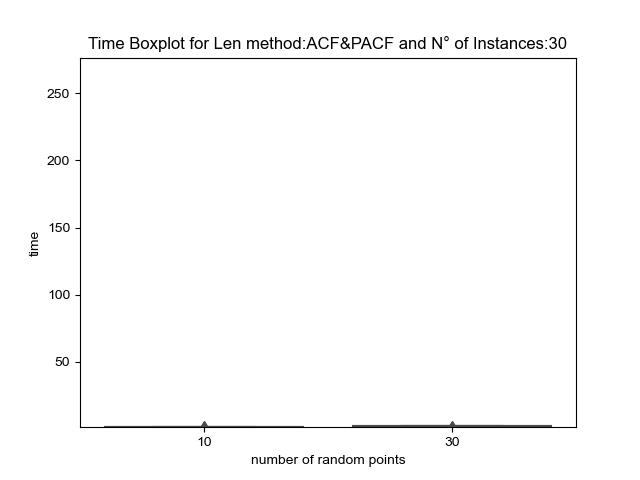 Time Boxplot for Len method:ACF&PACF and N° of Instances:30
250
200
150
100
50
time
10
30
number of random points